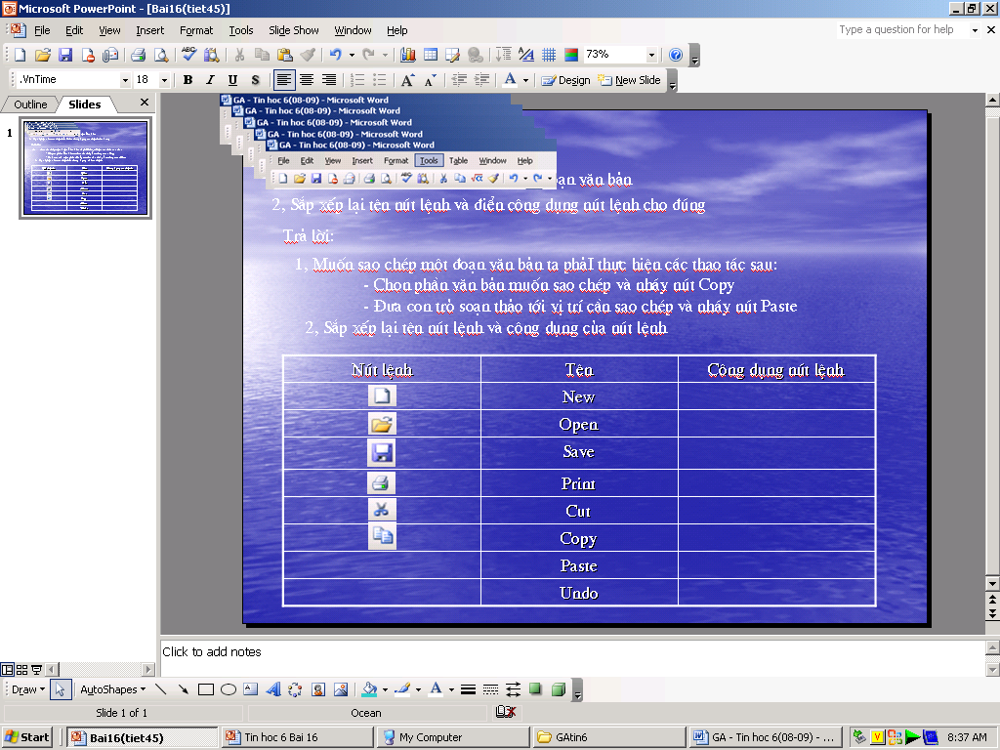 Microsoft PowerPoint - [Bai16(tiet45)]
File Edit View Insert Format Tools Slide Show Window Help
Type a question for help
73%
.VnTime 18 B I U S A A A Design New Slide
Outline Slides
1
GA - Tin hoc 6(08-09) - Microsoft Word
GA - Tin hoc 6(08-09) - Microsoft Word
GA - Tin hoc 6(08-09) - Microsoft Word
GA - Tin hoc 6(08-09) - Microsoft Word
GA - Tin hoc 6(08-09) - Microsoft Word
File Edit View Insert Format Tools Table Window Help
văn bản
2, Sắp xếp lại tên nút lệnh và điển công dụng nút lệnh cho đúng
Trả lời:
1, Muốn sao chép một đoạn văn bản ta phảI thực hiện các thao tác sau:
- Chọn phần văn bản muốn sao chép và nháy nút Copy
- Đưa con trỏ soạn thảo tới vị trí cần sao chép và nháy nút Paste
2, Sắp xếp lại tên nút lệnh và công dụng của nút lệnh
Nút lệnh Tên Công dụng nút lệnh
New
Open
Save
Print
Cut
Copy
Paste
Undo
Click to add notes
Draw AutoShapes
Slide 1 of 1 Ocean
Start Bai16(tiet45) Tin hoc 6 Bai 16 My Computer GAtin6 GA - Tin hoc 6(08-09) - ... 8:37 AM